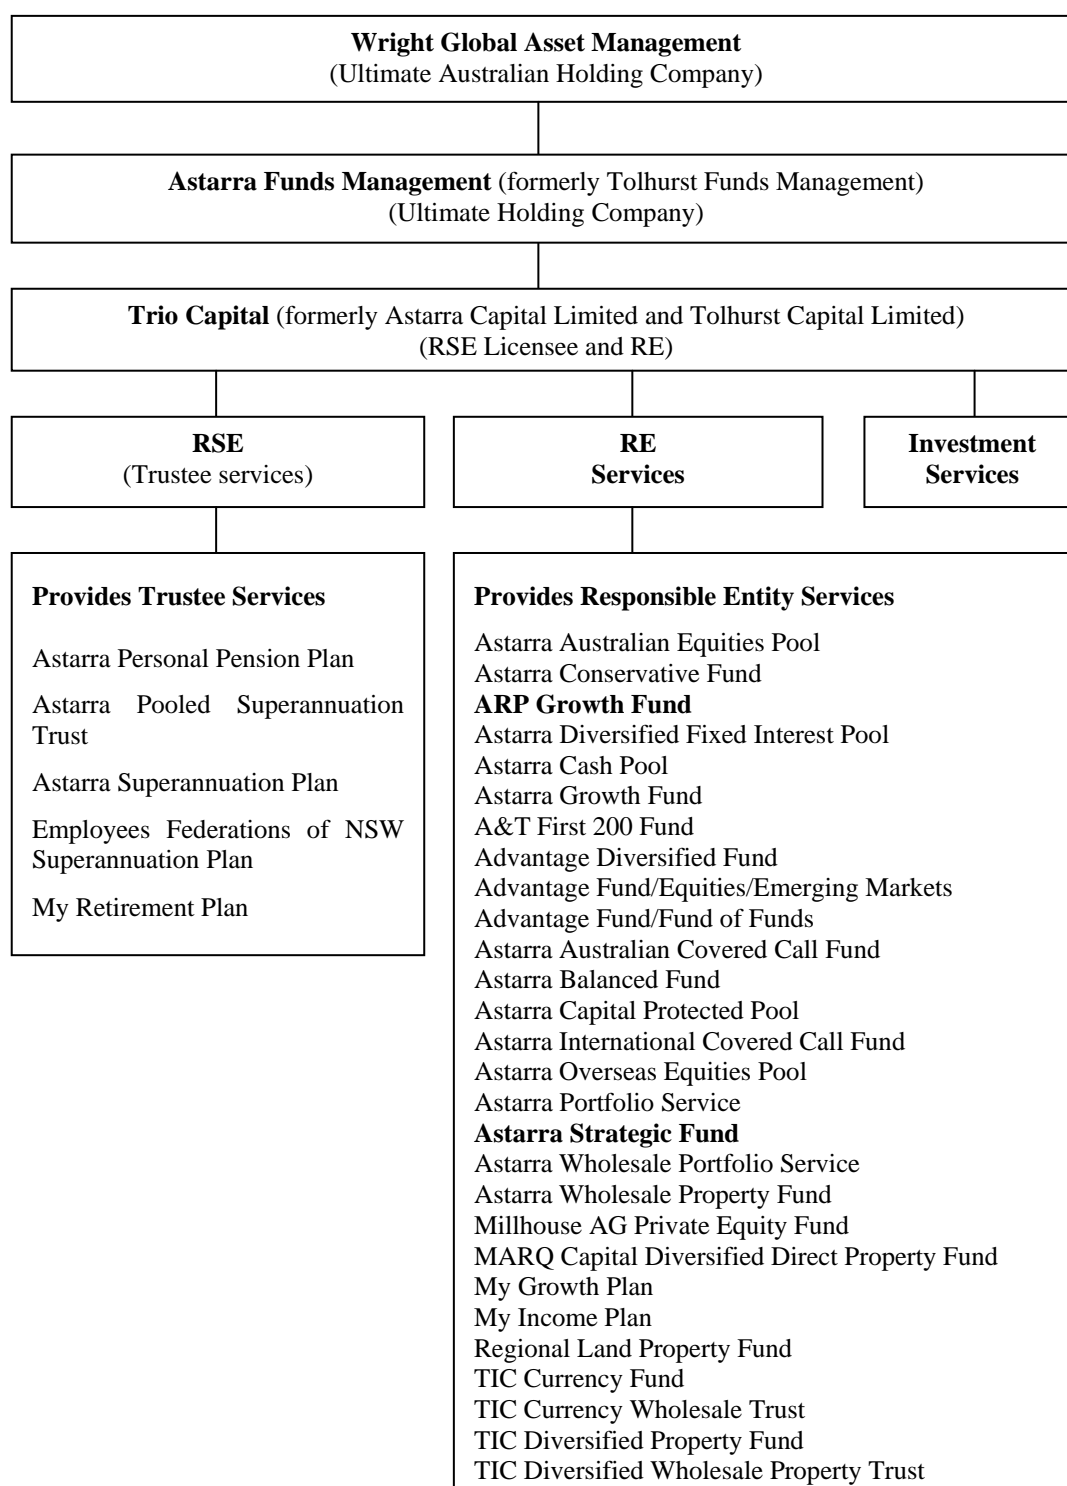 Wright Global Asset Management
(Ultimate Australian Holding Company)
Astarra Funds Management (formerly Tolhurst Funds Management)
(Ultimate Holding Company)
Trio Capital (formerly Astarra Capital Limited and Tolhurst Capital Limited)
(RSE Licensee and RE)
RSE
(Trustee services)
RE
Services
Investment
Services
Provides Trustee Services
Astarra Personal Pension Plan
Astarra Pooled Superannuation
Trust
Astarra Superannuation Plan
Employees Federations of NSW
Superannuation Plan
My Retirement Plan
Provides Responsible Entity Services
Astarra Australian Equities Pool
Astarra Conservative Fund
ARP Growth Fund
Astarra Diversified Fixed Interest Pool
Astarra Cash Pool
Astarra Growth Fund
A&T First 200 Fund
Advantage Diversified Fund
Advantage Fund/Equities/Emerging Markets
Advantage Fund/Fund of Funds
Astarra Australian Covered Call Fund
Astarra Balanced Fund
Astarra Capital Protected Pool
Astarra International Covered Call Fund
Astarra Overseas Equities Pool
Astarra Portfolio Service
Astarra Strategic Fund
Astarra Wholesale Portfolio Service
Astarra Wholesale Property Fund
Millhouse AG Private Equity Fund
MARQ Capital Diversified Direct Property Fund
My Growth Plan
My Income Plan
Regional Land Property Fund
TIC Currency Fund
TIC Currency Wholesale Trust
TIC Diversified Property Fund
TIC Diversified Wholesale Property Trust